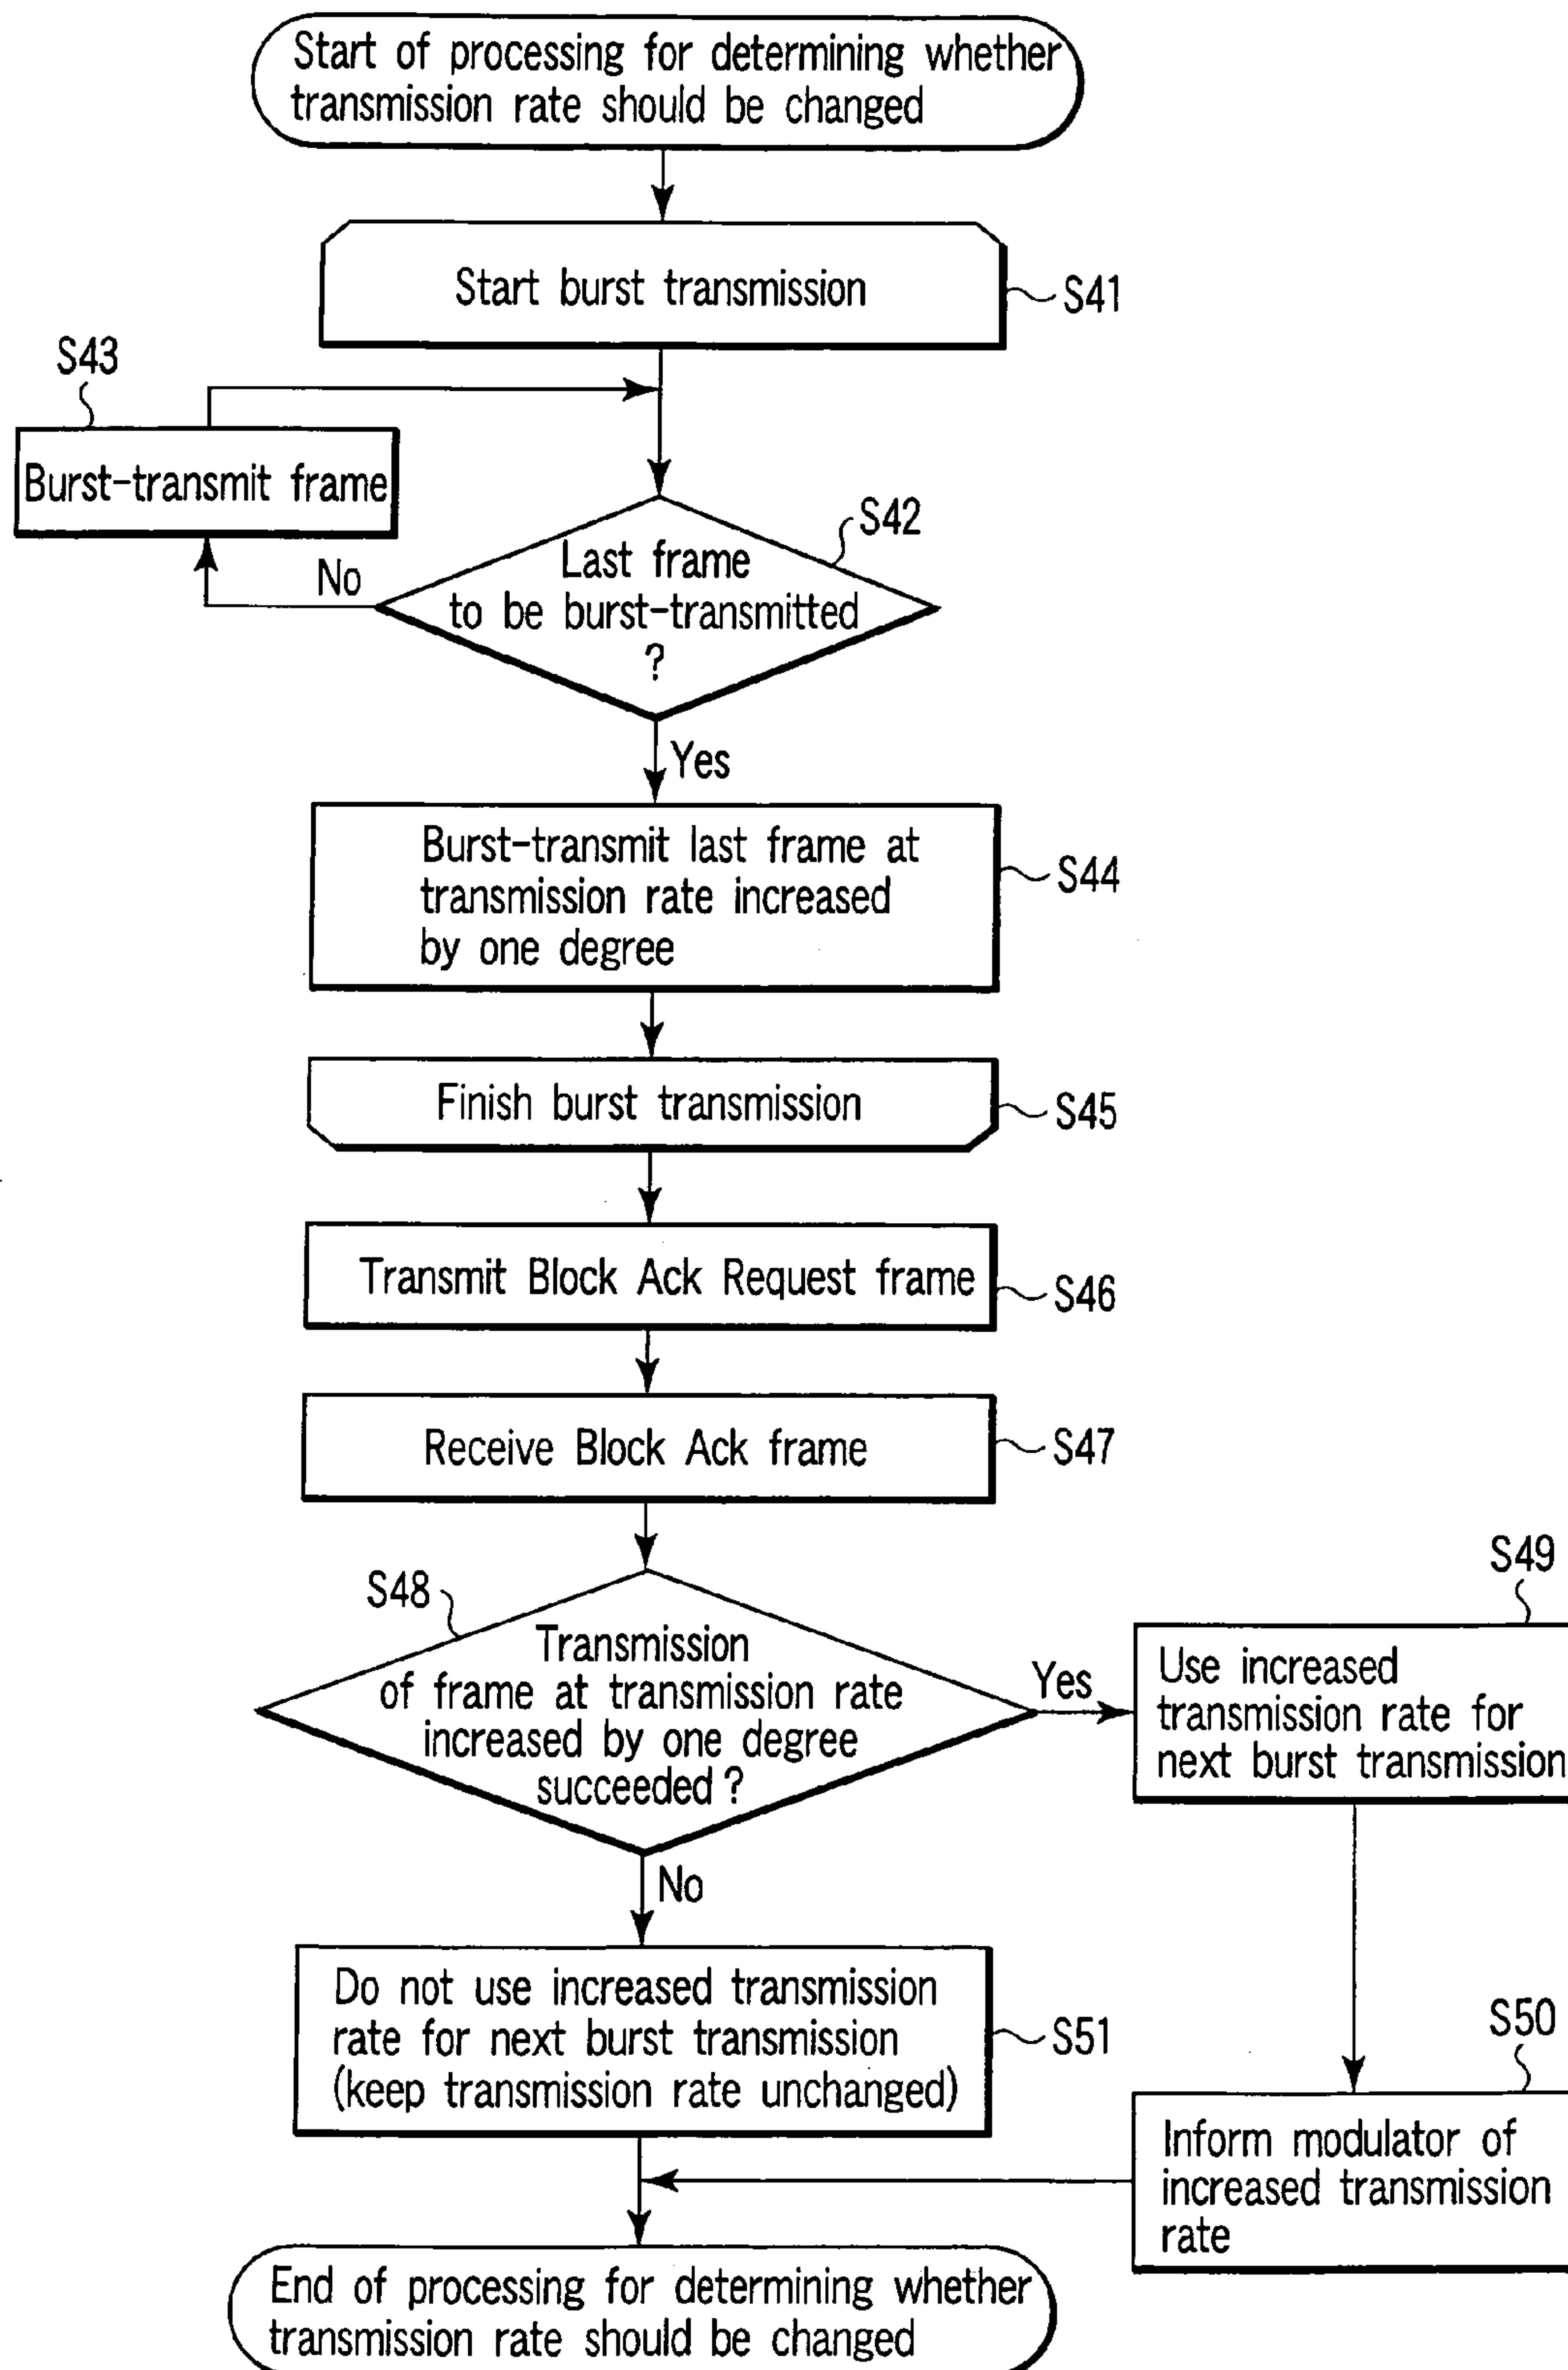 Start of processing for determining whether
transmission rate should be changed
Start burst transmission
S41
S43
Burst-transmit frame
S42
Last frame
to be burst-transmitted
?
No
Yes
Burst-transmit last frame at
transmission rate increased
by one degree
S44
Finish burst transmission
S45
Transmit Block Ack Request frame
S46
Receive Block Ack frame
S47
S48
Transmission
of frame at transmission rate
increased by one degree
succeeded ?
Yes
S49
Use increased
transmission rate for
next burst transmission
No
Do not use increased transmission
rate for next burst transmission
(keep transmission rate unchanged)
S51
S50
Inform modulator of
increased transmission
rate
End of processing for determining whether
transmission rate should be changed